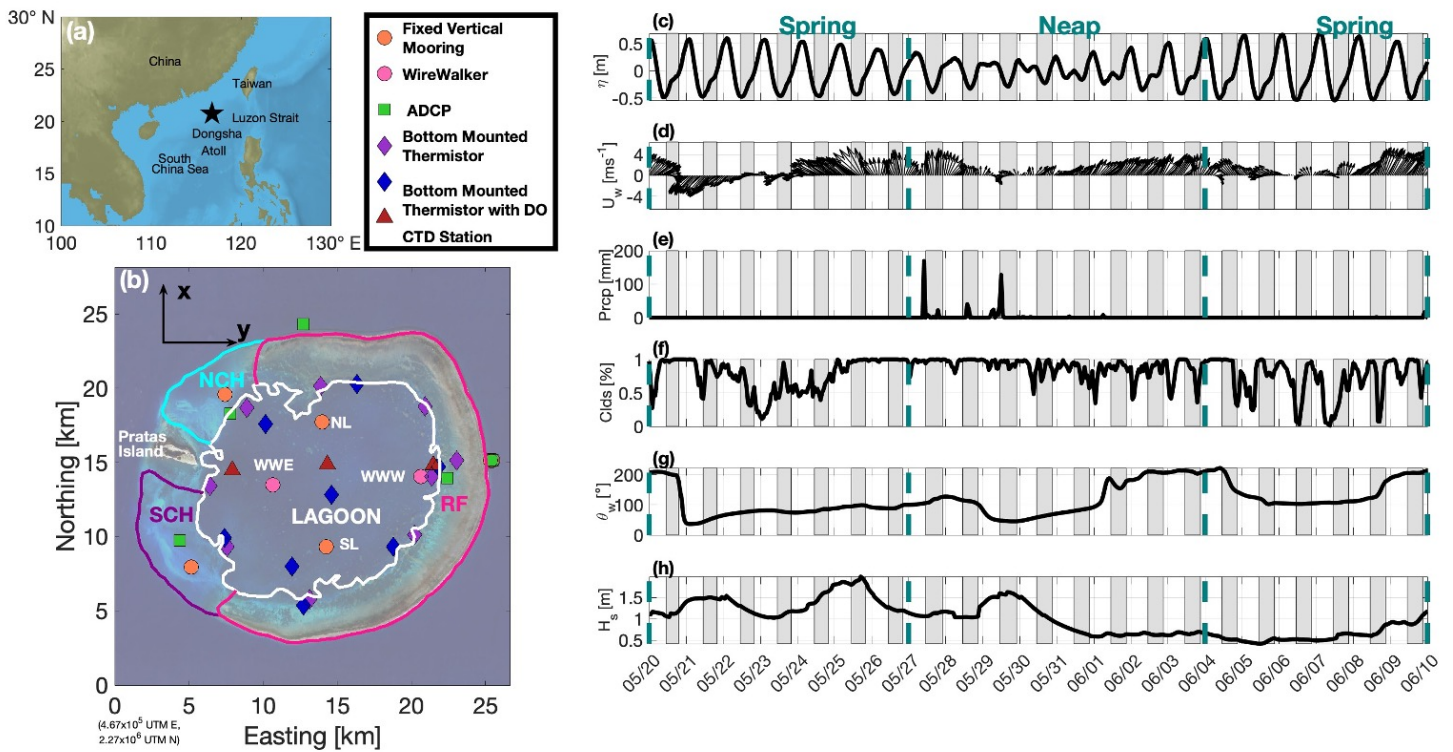 (a)
30° N
25
20
15
10
100
110
120
130° E
China
Taiwan
Luzon Strait
Dongsha
Atoll
South
China Sea
Fixed Vertical
Mooring
WireWalker
ADCP
Bottom Mounted
Thermistor
Bottom Mounted
Thermistor with DO
CTD Station
(b)
x
y
NCH
Pratas
Island
NL
WWE
WWW
LAGOON
RF
SCH
SL
Northing [km]
25
20
15
10
5
0
0
5
10
15
20
25
(4.67x10⁵ UTM E,
2.27x10⁶ UTM N)
Easting [km]
Spring
Neap
Spring
(c)
η [m]
0.5
0
-0.5
(d)
U_w [ms⁻¹]
4
-4
(e)
Prcp [mm]
200
100
0
(f)
Clds [%]
1
0.5
0
(g)
θ_w [°]
200
100
0
(h)
H_s [m]
1.5
1
0.5
05/20
05/21
05/22
05/23
05/24
05/25
05/26
05/27
05/28
05/29
05/30
05/31
06/01
06/02
06/03
06/04
06/05
06/06
06/07
06/08
06/09
06/10